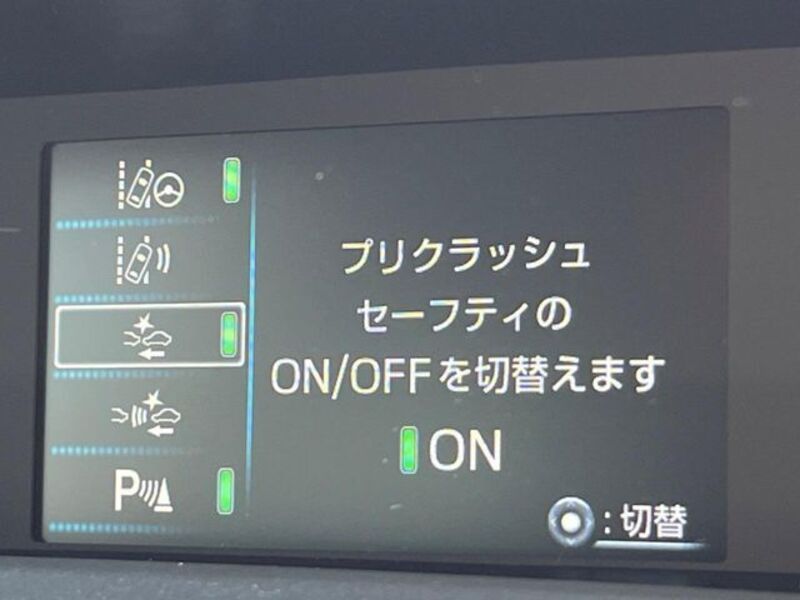 プリクラッシュ
セーフティの
ON/OFFを切替えます
ON
P
:切替